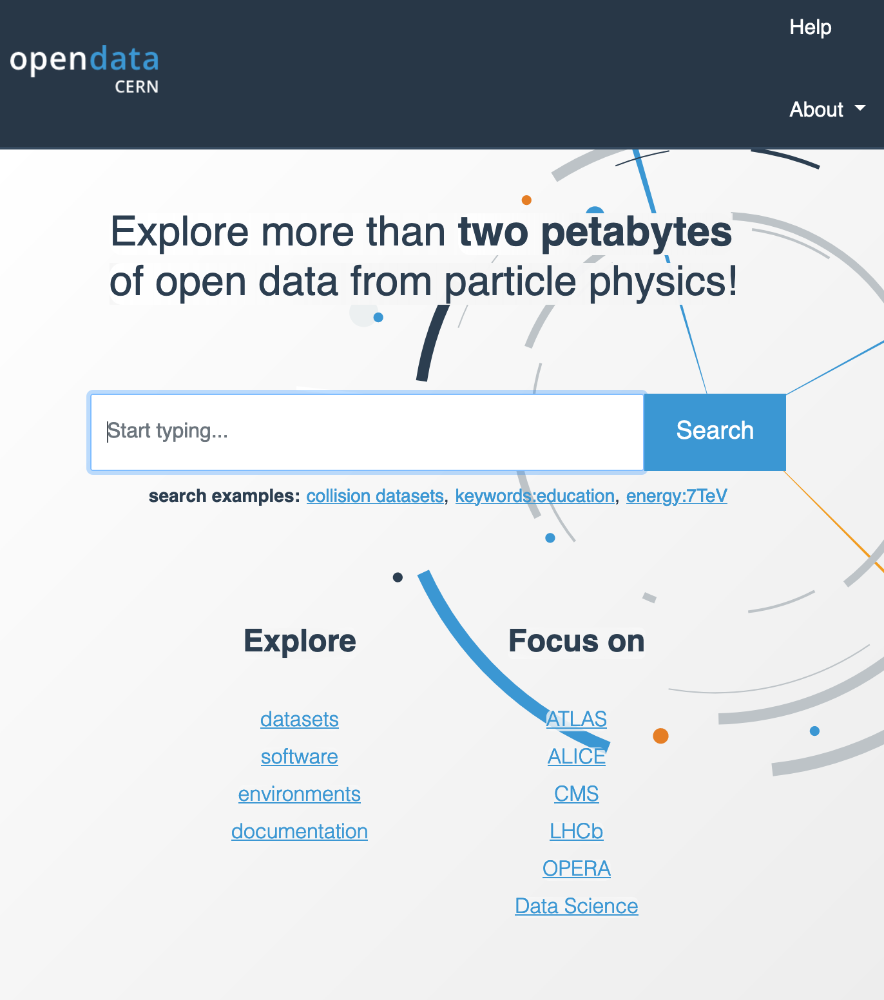 Help
opendata
CERN
About
Explore more than two petabytes
of open data from particle physics!
Start typing...
Search
search examples: collision datasets, keywords:education, energy:7TeV
Explore
datasets
software
environments
documentation
Focus on
ATLAS
ALICE
CMS
LHCb
OPERA
Data Science